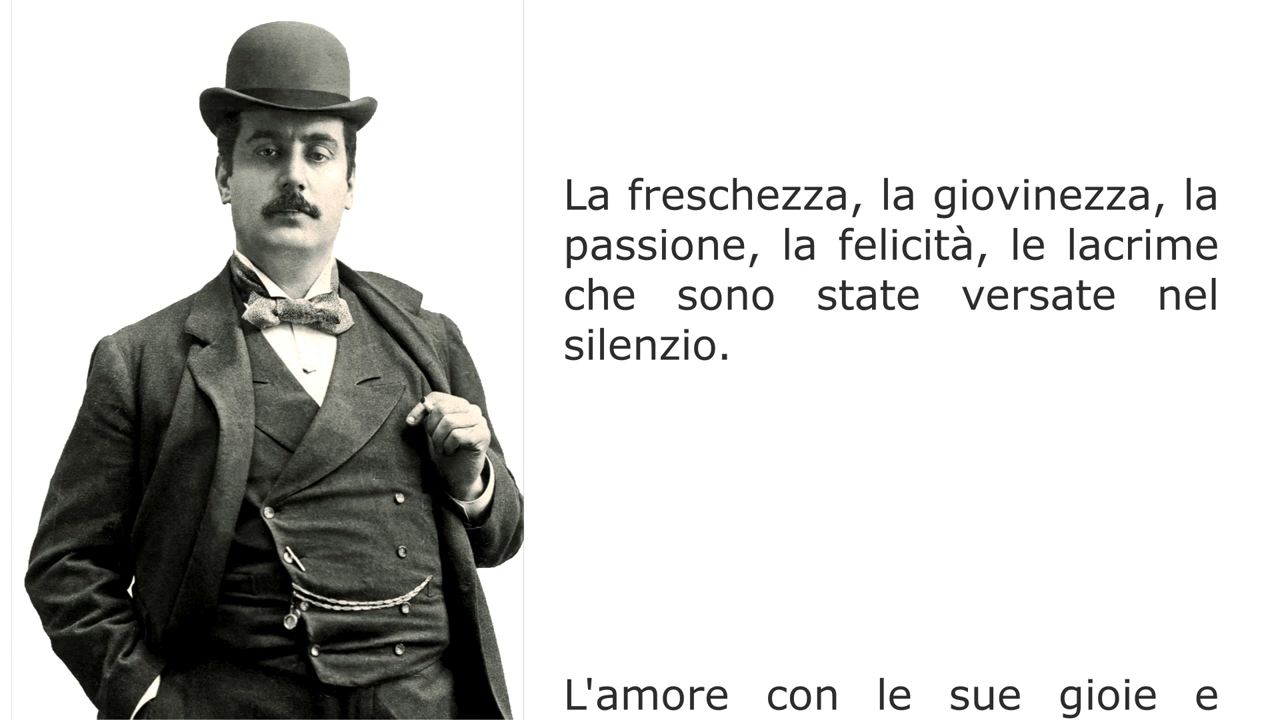 La freschezza, la giovinezza, la
passione, la felicità, le lacrime
che sono state versate nel
silenzio.
L'amore con le sue gioie e